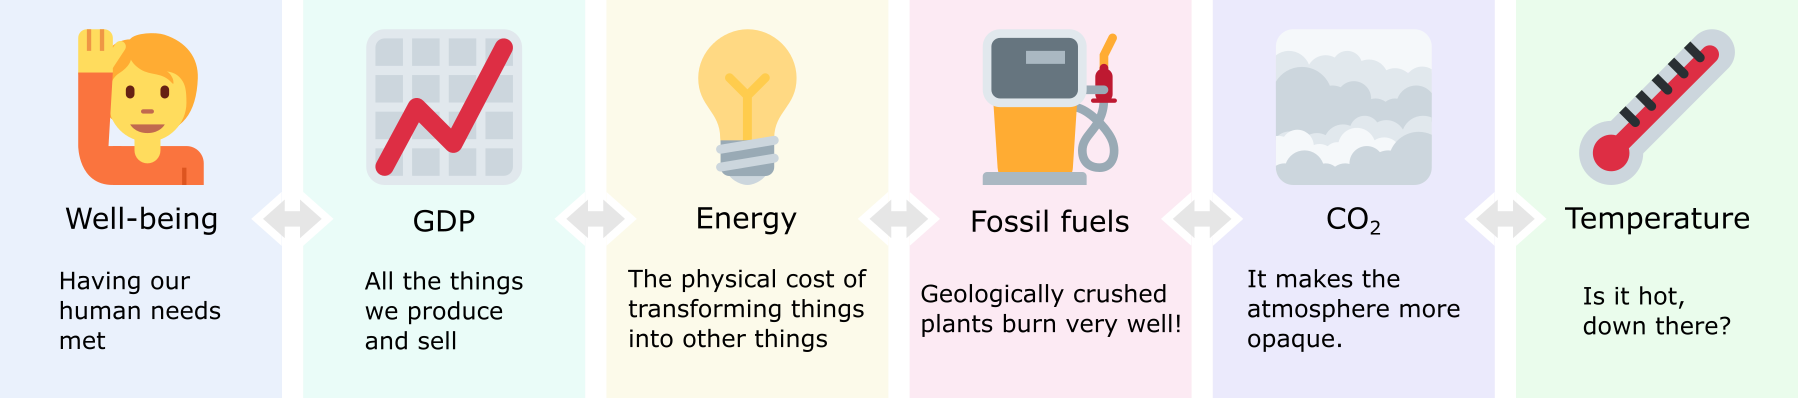 Well-being
Having our
human needs
met
GDP
All the things
we produce
and sell
Energy
The physical cost of
transforming things
into other things
Fossil fuels
Geologically crushed
plants burn very well!
CO₂
It makes the
atmosphere more
opaque.
Temperature
Is it hot,
down there?